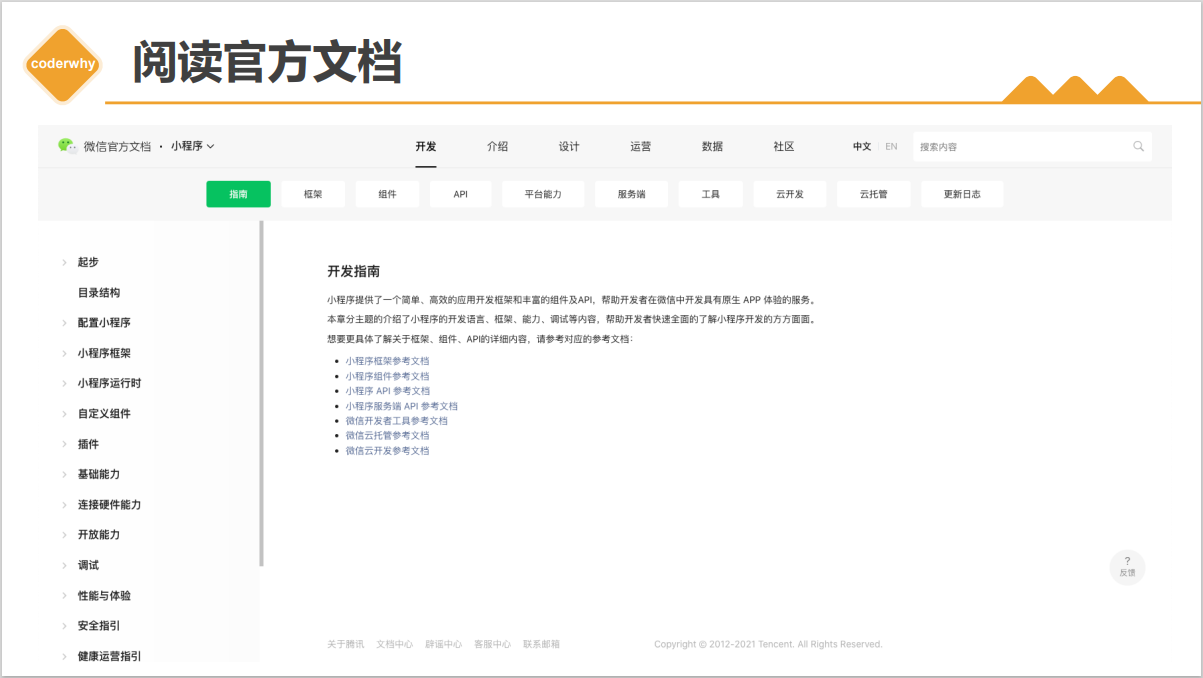 coderwhy
阅读官方文档
微信官方文档 · 小程序
开发 介绍 设计 运营 数据 社区 中文 EN 搜索内容
指南 框架 组件 API 平台能力 服务端 工具 云开发 云托管 更新日志
起步
目录结构
配置小程序
小程序框架
小程序运行时
自定义组件
插件
基础能力
连接硬件能力
开放能力
调试
性能与体验
安全指引
健康运营指引
开发指南
小程序提供了一个简单、高效的应用开发框架和丰富的组件及API，帮助开发者在微信中开发具有原生 APP 体验的服务。
本章分主题的介绍了小程序的开发语言、框架、能力、调试等内容，帮助开发者快速全面的了解小程序开发的方方面面。
想要更具体了解关于框架、组件、API的详细内容，请参考对应的参考文档：
• 小程序框架参考文档
• 小程序组件参考文档
• 小程序 API 参考文档
• 小程序服务端 API 参考文档
• 微信开发者工具参考文档
• 微信云托管参考文档
• 微信云开发参考文档
?
反馈
关于腾讯 文档中心 辟谣中心 客服中心 联系邮箱 Copyright © 2012-2021 Tencent. All Rights Reserved.